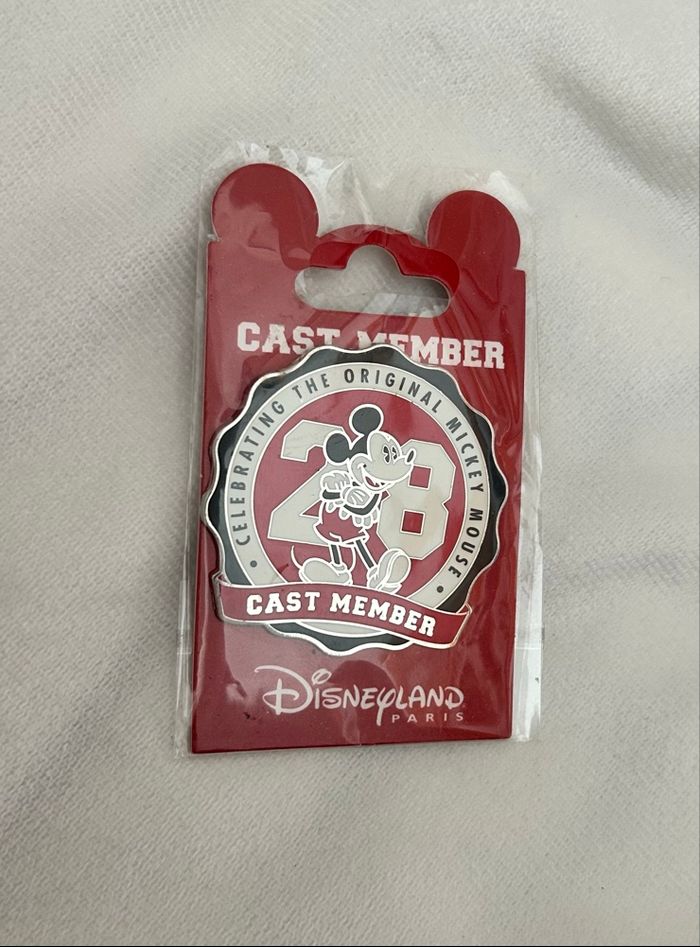 CAST MEMBER
• CELEBRATING THE ORIGINAL MICKEY MOUSE •
28
CAST MEMBER
DISNEYLAND
PARIS